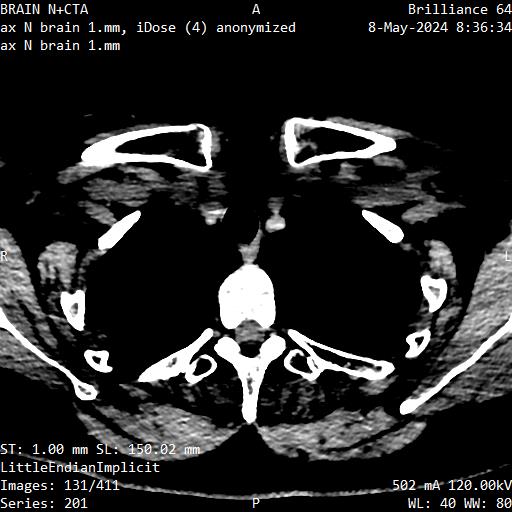 BRAIN N+CTA
ax N brain 1.mm, iDose (4) anonymized
ax N brain 1.mm
A
Brilliance 64
8-May-2024 8:36:34
R
L
ST: 1.00 mm SL: 150.02 mm
LittleEndianImplicit
Images: 131/411
Series: 201
P
502 mA 120.00kV
WL: 40 WW: 80